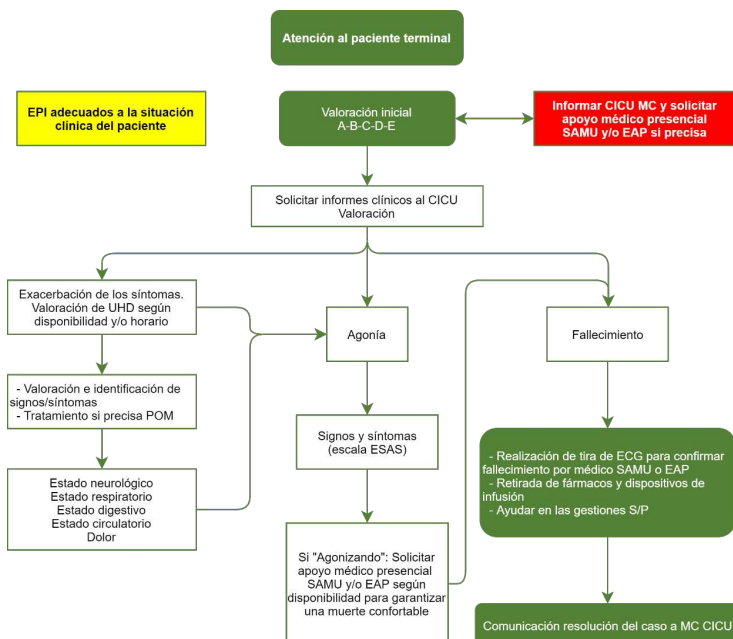 Atención al paciente terminal
EPI adecuados a la situación
clínica del paciente
Valoración inicial
A-B-C-D-E
Informar CICU MC y solicitar
apoyo médico presencial
SAMU y/o EAP si precisa
Solicitar informes clínicos al CICU
Valoración
Exacerbación de los síntomas.
Valoración de UHD según
disponibilidad y/o horario
Agonía
Fallecimiento
- Valoración e identificación de
signos/síntomas
- Tratamiento si precisa POM
Signos y síntomas
(escala ESAS)
- Realización de tira de ECG para confirmar
fallecimiento por médico SAMU o EAP
- Retirada de fármacos y dispositivos de
infusión
- Ayudar en las gestiones S/P
Estado neurológico
Estado respiratorio
Estado digestivo
Estado circulatorio
Dolor
Si "Agonizando": Solicitar
apoyo médico presencial
SAMU y/o EAP según
disponibilidad para garantizar
una muerte confortable
Comunicación resolución del caso a MC CICU